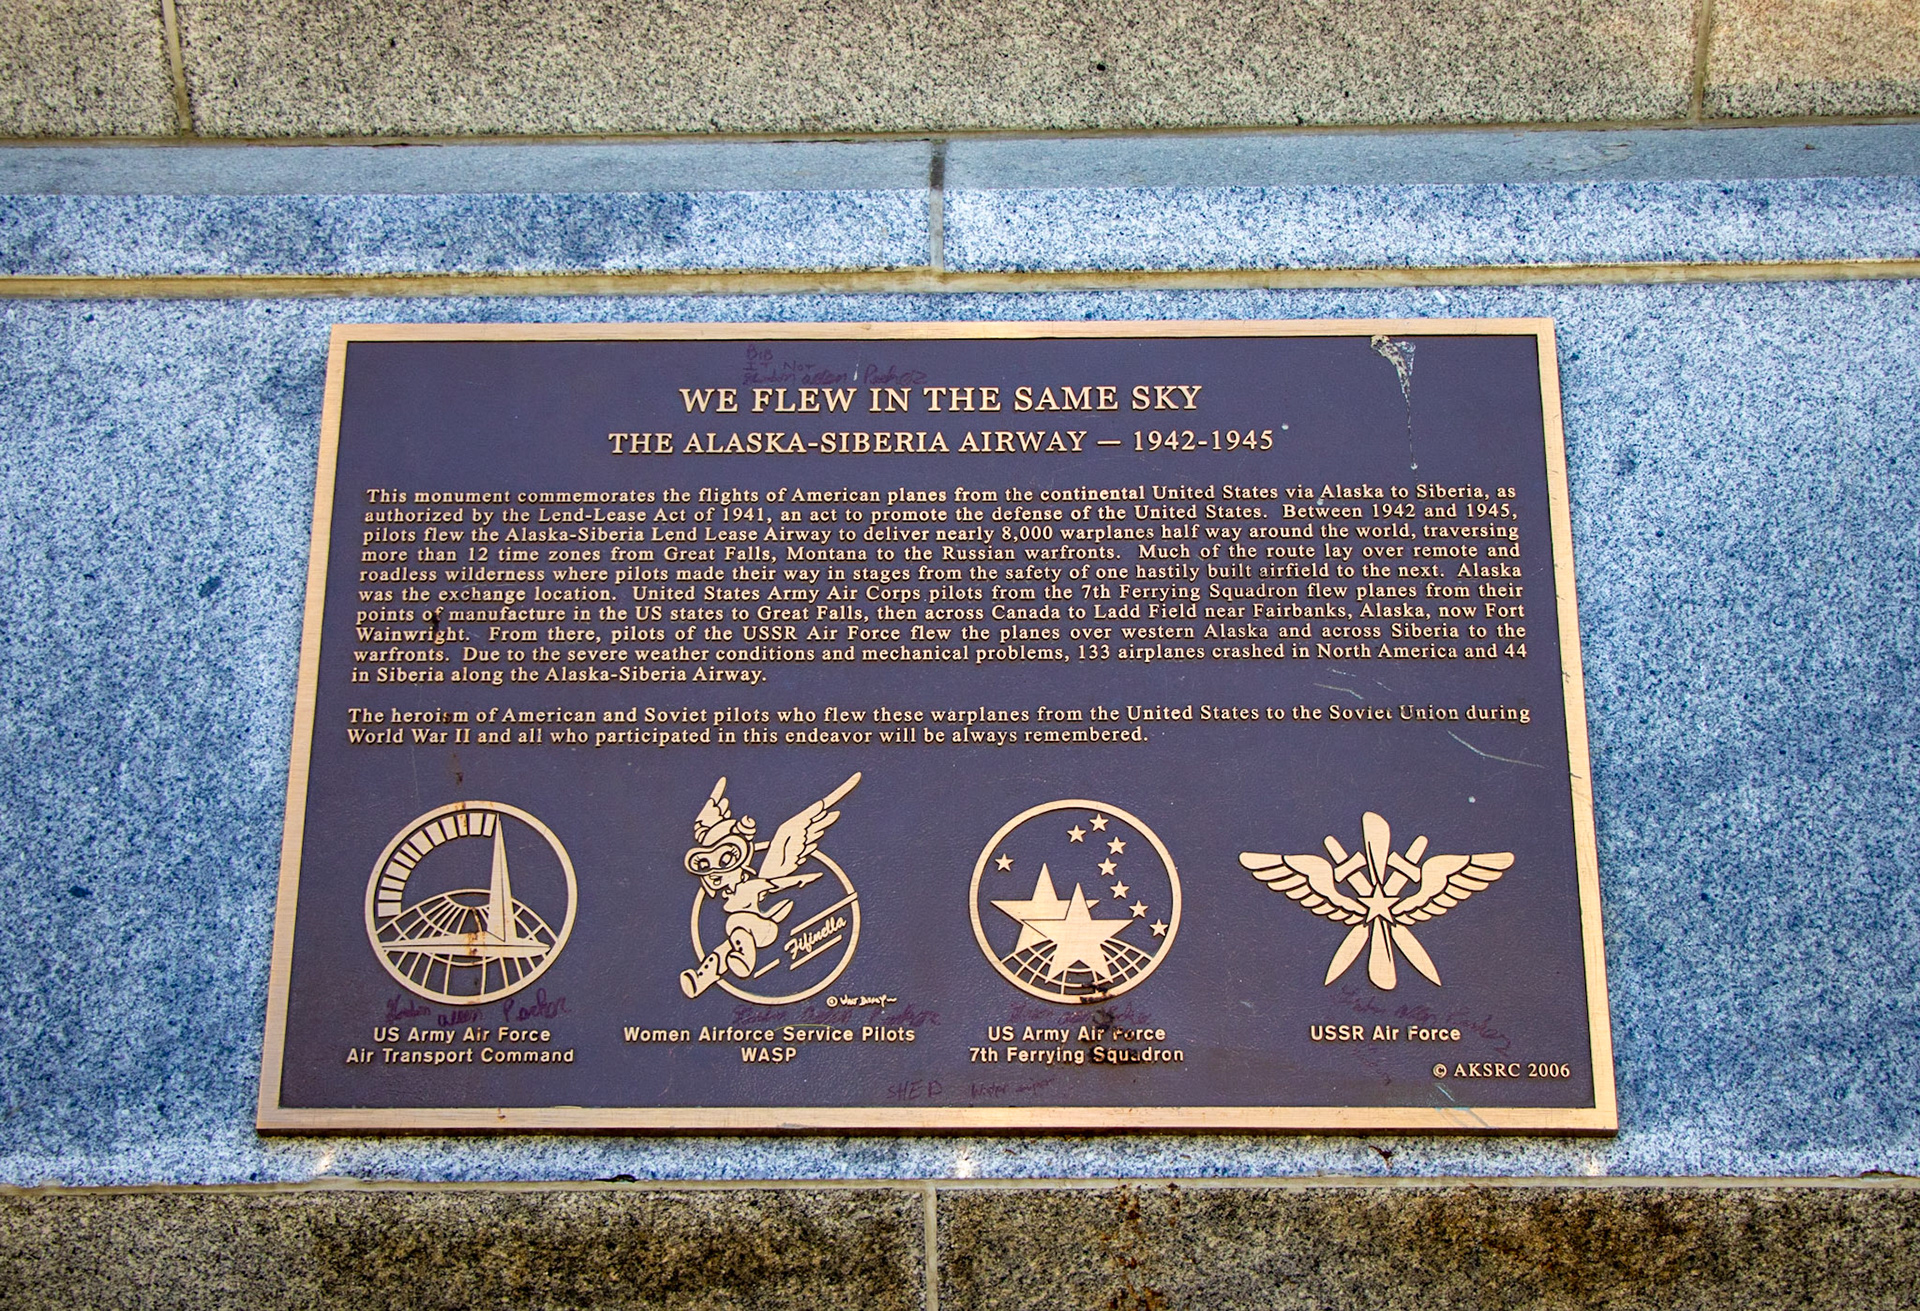 WE FLEW IN THE SAME SKY
THE ALASKA-SIBERIA AIRWAY — 1942-1945
This monument commemorates the flights of American planes from the continental United States via Alaska to Siberia, as
authorized by the Lend-Lease Act of 1941, an act to promote the defense of the United States. Between 1942 and 1945,
pilots flew the Alaska-Siberia Lend Lease Airway to deliver nearly 8,000 warplanes half way around the world, traversing
more than 12 time zones from Great Falls, Montana to the Russian warfronts. Much of the route lay over remote and
roadless wilderness where pilots made their way in stages from the safety of one hastily built airfield to the next. Alaska
was the exchange location. United States Army Air Corps pilots from the 7th Ferrying Squadron flew planes from their
points of manufacture in the US states to Great Falls, then across Canada to Ladd Field near Fairbanks, Alaska, now Fort
Wainwright. From there, pilots of the USSR Air Force flew the planes over western Alaska and across Siberia to the
warfronts. Due to the severe weather conditions and mechanical problems, 133 airplanes crashed in North America and 44
in Siberia along the Alaska-Siberia Airway.
The heroism of American and Soviet pilots who flew these warplanes from the United States to the Soviet Union during
World War II and all who participated in this endeavor will be always remembered.
Fifinella
© Walt Disney
US Army Air Force
Air Transport Command
Women Airforce Service Pilots
WASP
US Army Air Force
7th Ferrying Squadron
USSR Air Force
© AKSRC 2006
SHED